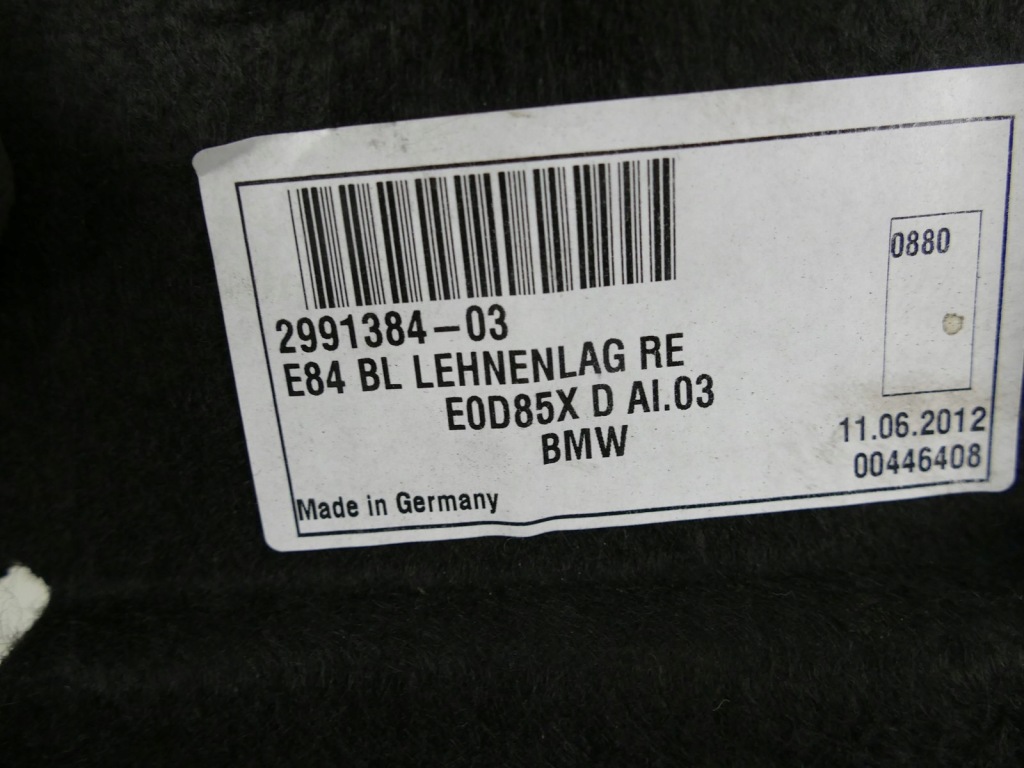 2991384-03
E84 BL LEHNENLAG RE
E0D85X D AI.03
BMW
Made in Germany
0880
11.06.2012
00446408